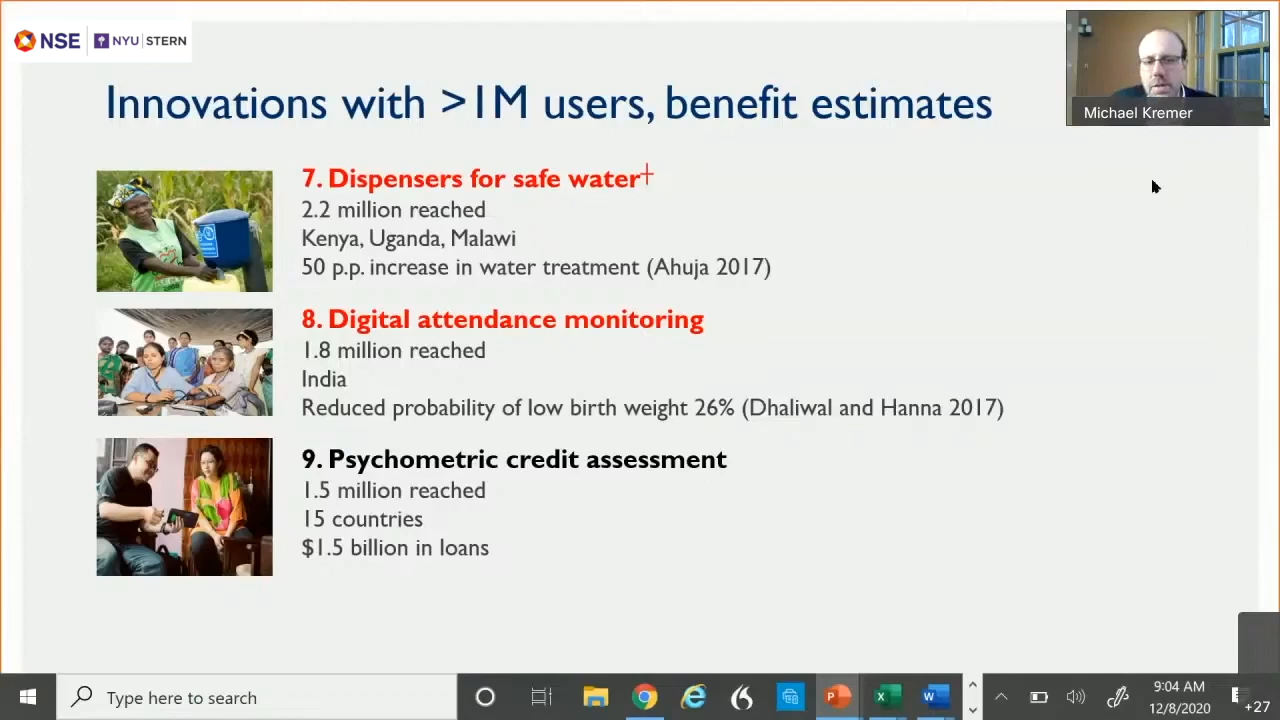 NSE NYU STERN
Innovations with >1M users, benefit estimates
Michael Kremer
7. Dispensers for safe water†
2.2 million reached
Kenya, Uganda, Malawi
50 p.p. increase in water treatment (Ahuja 2017)
8. Digital attendance monitoring
1.8 million reached
India
Reduced probability of low birth weight 26% (Dhaliwal and Hanna 2017)
9. Psychometric credit assessment
1.5 million reached
15 countries
$1.5 billion in loans
Type here to search
9:04 AM
12/8/2020
+27